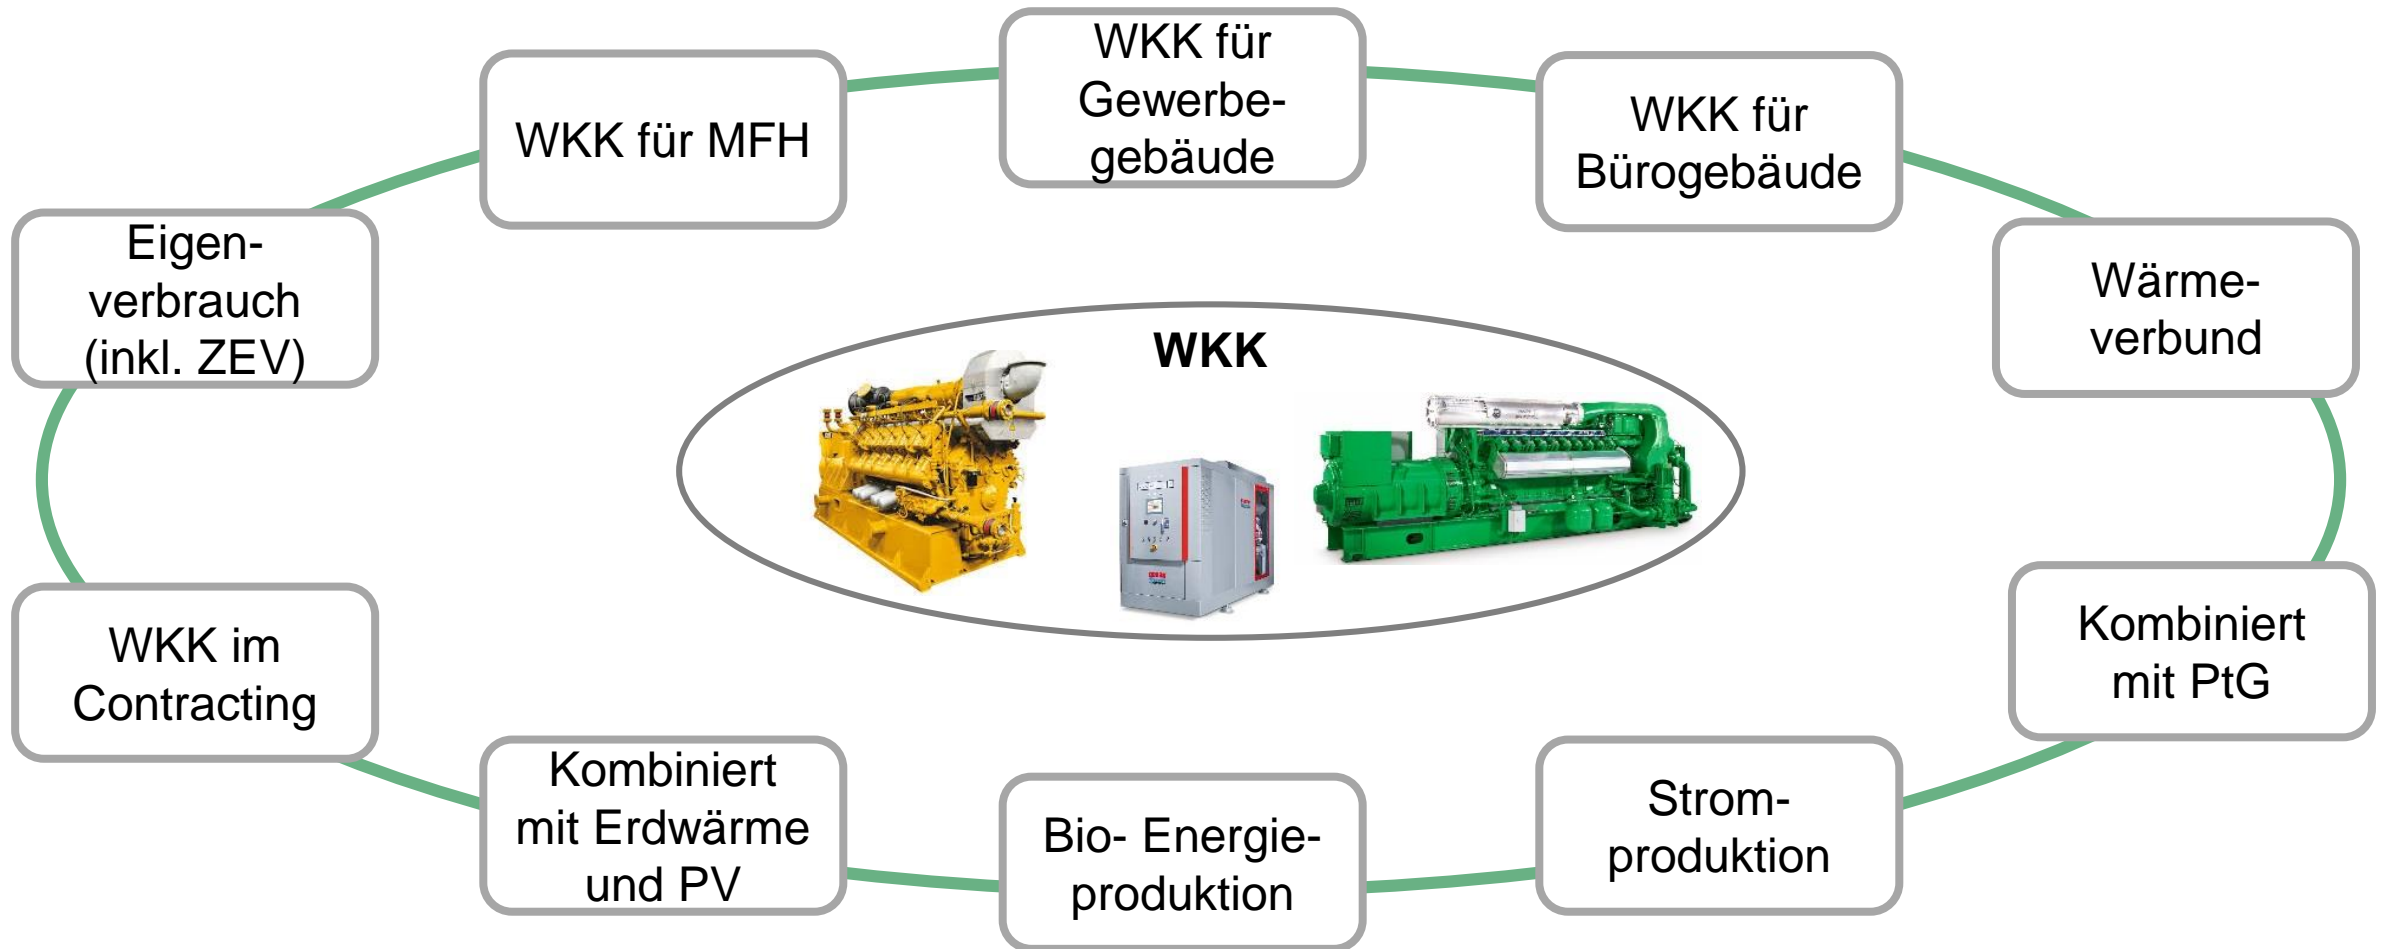 WKK für
Gewerbe-
gebäude
WKK für MFH
WKK für
Bürogebäude
Eigen-
verbrauch
(inkl. ZEV)
Wärme-
verbund
WKK
WKK im
Contracting
Kombiniert
mit PtG
Kombiniert
mit Erdwärme
und PV
Bio- Energie-
produktion
Strom-
produktion